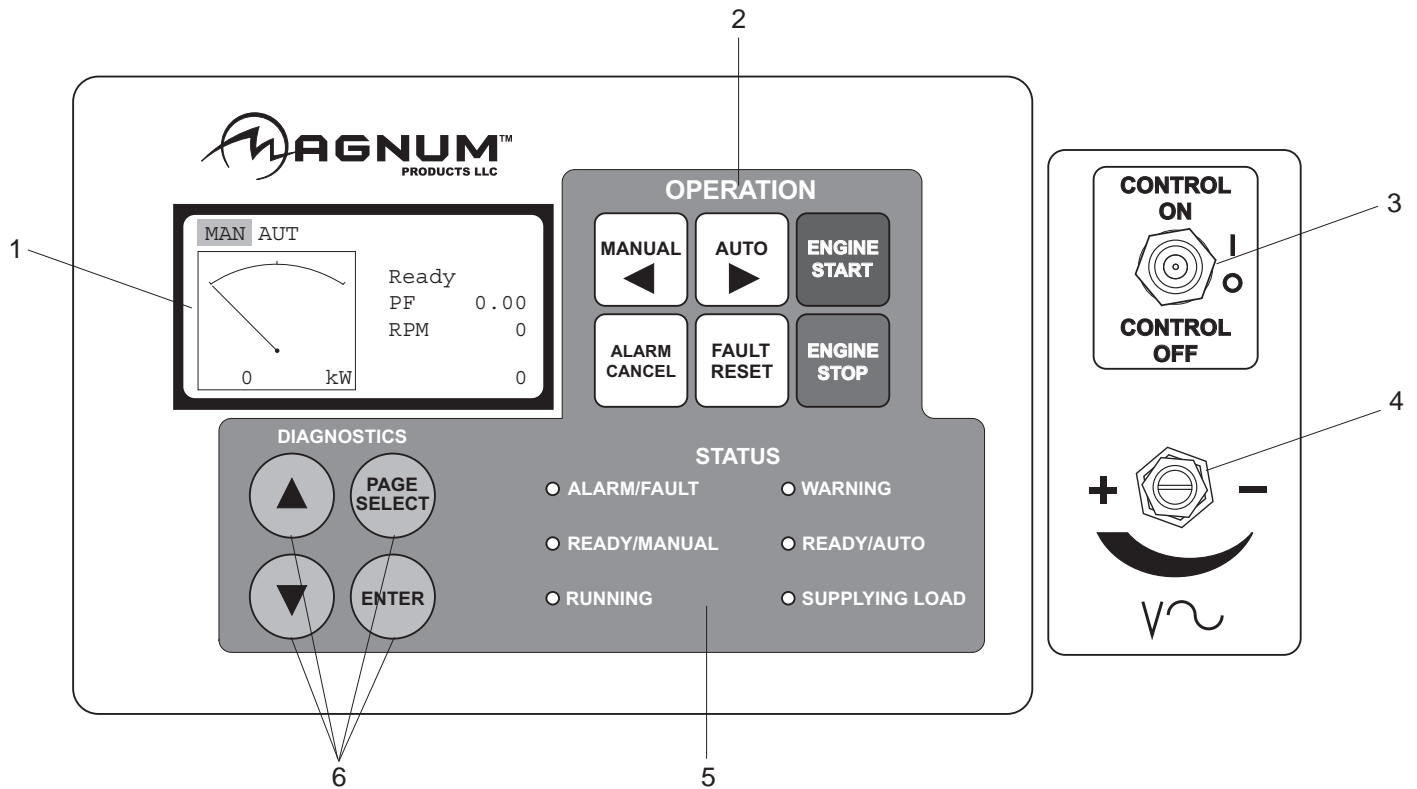 2
MAGNUM™
PRODUCTS LLC
OPERATION
MANUAL
AUTO
ENGINE
START
ALARM
CANCEL
FAULT
RESET
ENGINE
STOP
1
MAN AUT
Ready
PF 0.00
RPM 0
0 kW 0
DIAGNOSTICS
PAGE
SELECT
ENTER
STATUS
ALARM/FAULT
WARNING
READY/MANUAL
READY/AUTO
RUNNING
SUPPLYING LOAD
CONTROL
ON
3
I
O
CONTROL
OFF
4
+ −
V
6
5